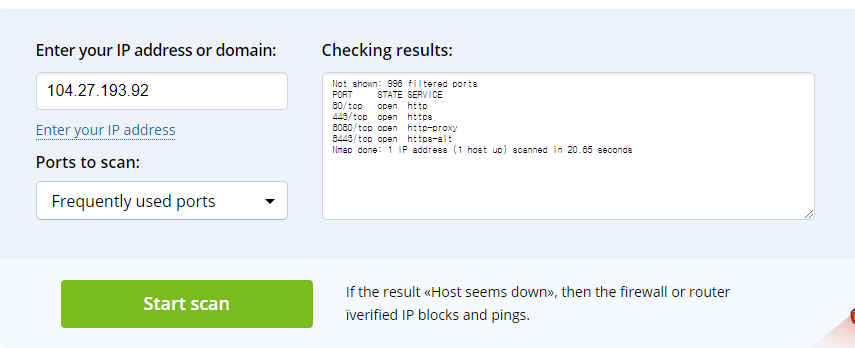 Enter your IP address or domain:
Checking results:
104.27.193.92
Not shown: 996 filtered ports
PORT STATE SERVICE
80/tcp open http
443/tcp open https
8080/tcp open http-proxy
8443/tcp open https-alt
Nmap done: 1 IP address (1 host up) scanned in 20.65 seconds
Enter your IP address
Ports to scan:
Frequently used ports
Start scan
If the result «Host seems down», then the firewall or router
ïverified IP blocks and pings.